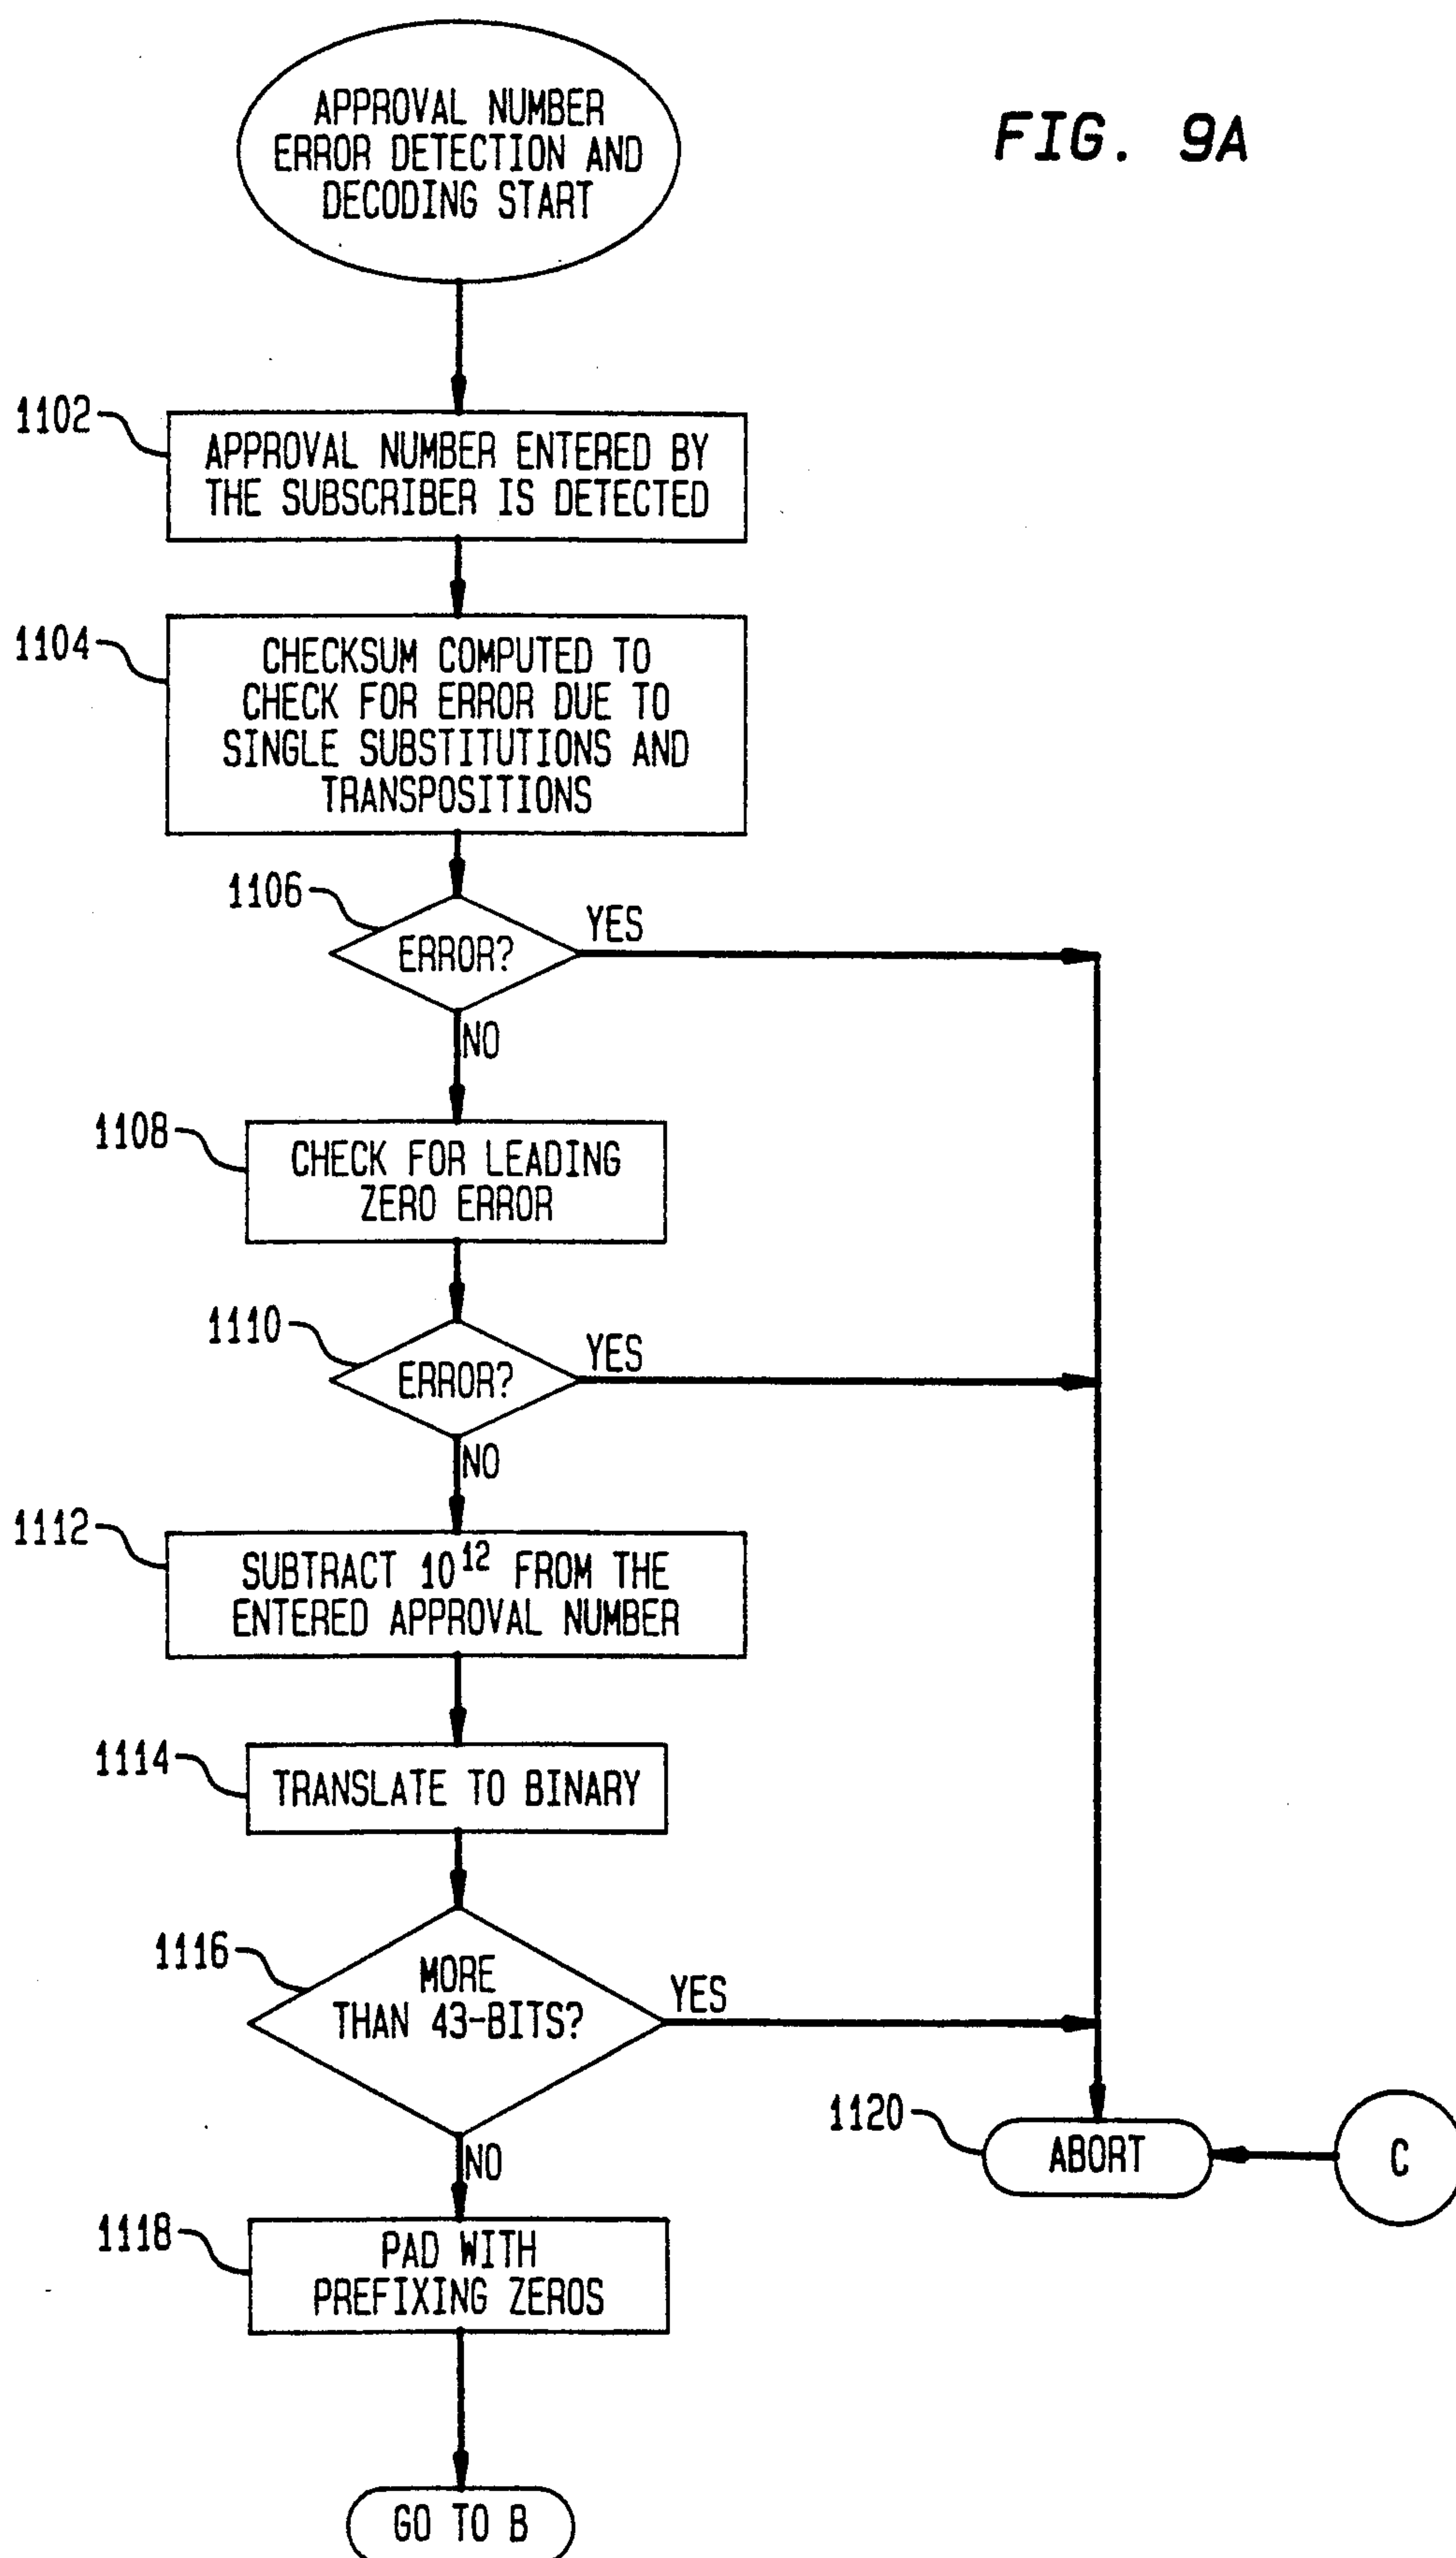 APPROVAL NUMBER
ERROR DETECTION AND
DECODING START
FIG. 9A
1102
APPROVAL NUMBER ENTERED BY
THE SUBSCRIBER IS DETECTED
1104
CHECKSUM COMPUTED TO
CHECK FOR ERROR DUE TO
SINGLE SUBSTITUTIONS AND
TRANSPOSITIONS
1106
ERROR?
YES
NO
1108
CHECK FOR LEADING
ZERO ERROR
1110
ERROR?
YES
NO
1112
SUBTRACT 10¹² FROM THE
ENTERED APPROVAL NUMBER
1114
TRANSLATE TO BINARY
1116
MORE
THAN 43-BITS?
YES
NO
1120
ABORT
C
1118
PAD WITH
PREFIXING ZEROS
GO TO B